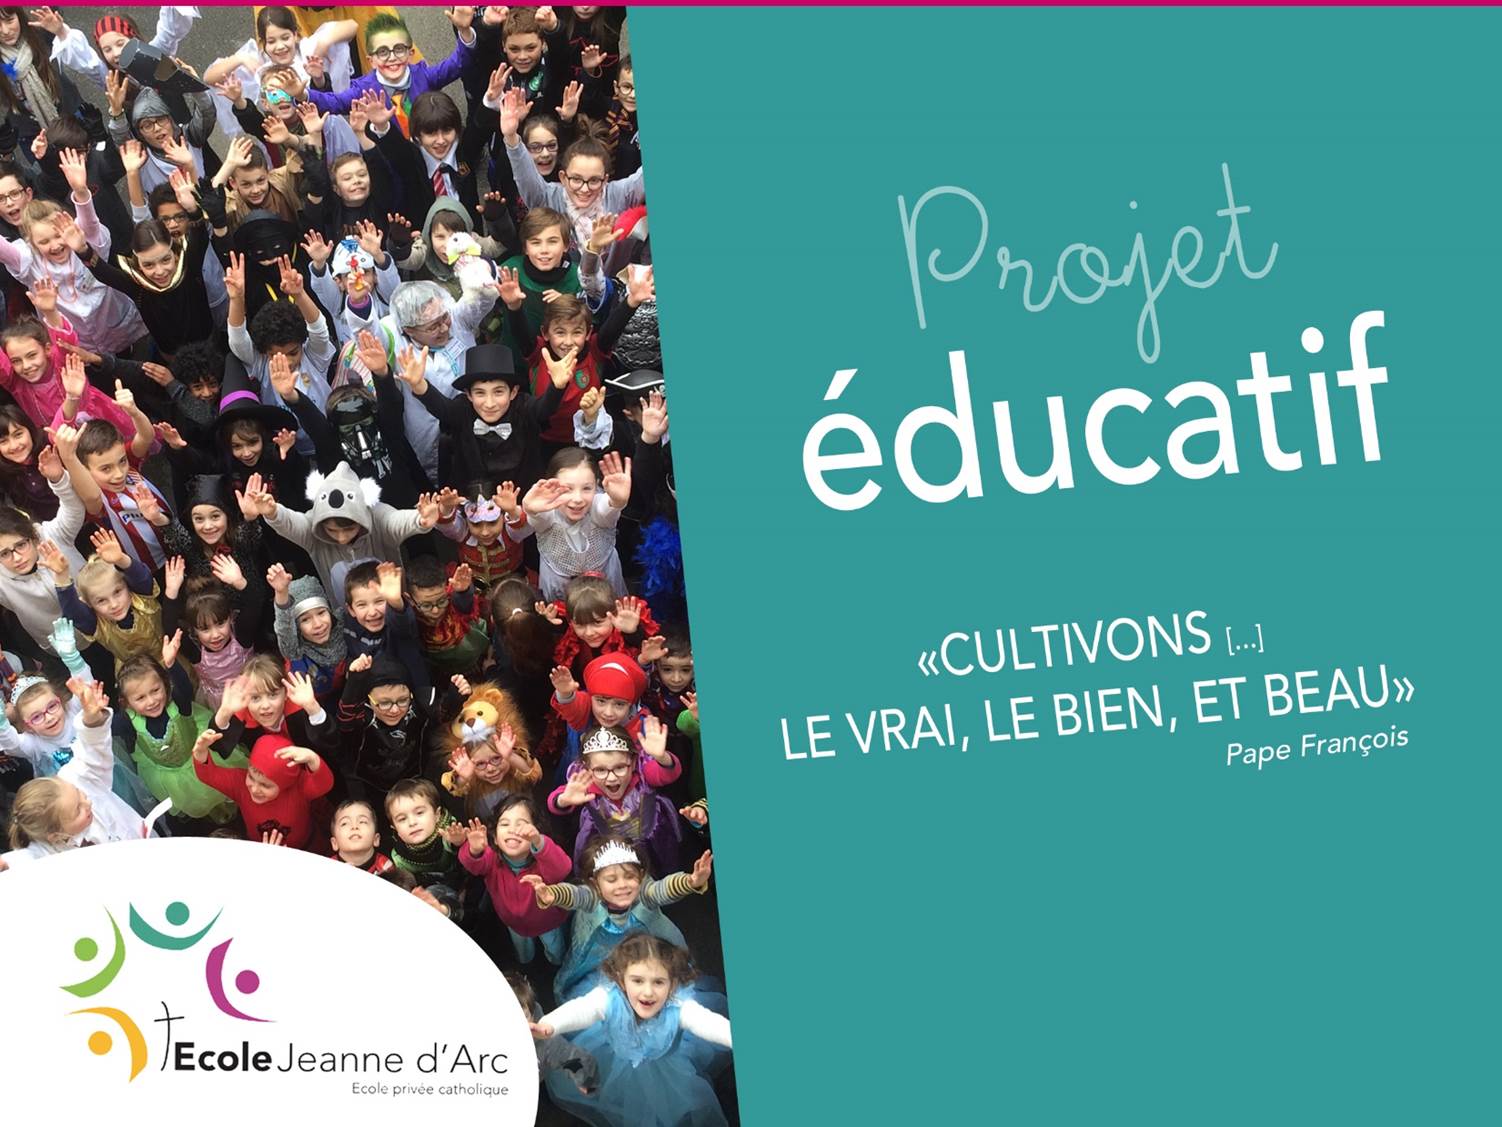 Projet
éducatif
«CULTIVONS [...]
LE VRAI, LE BIEN, ET BEAU»
Pape François
Ecole Jeanne d'Arc
Ecole privée catholique